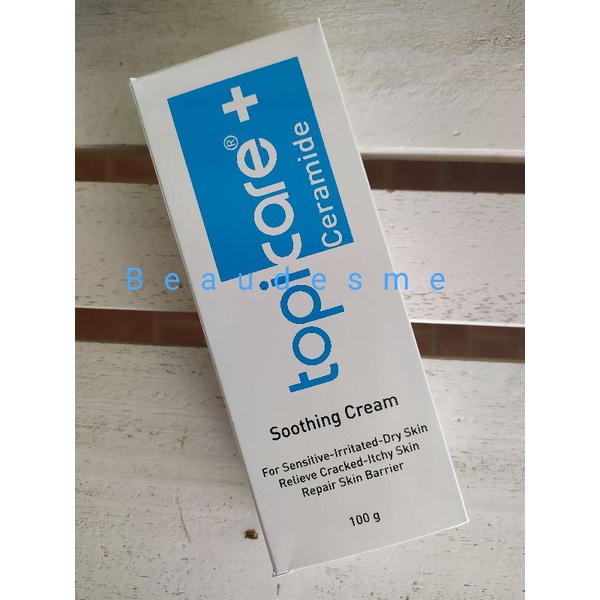 topicare® +
Ceramide
Beaudesme
Soothing Cream
For Sensitive-Irritated-Dry Skin
Relieve Cracked-Itchy Skin
Repair Skin Barrier
100 g